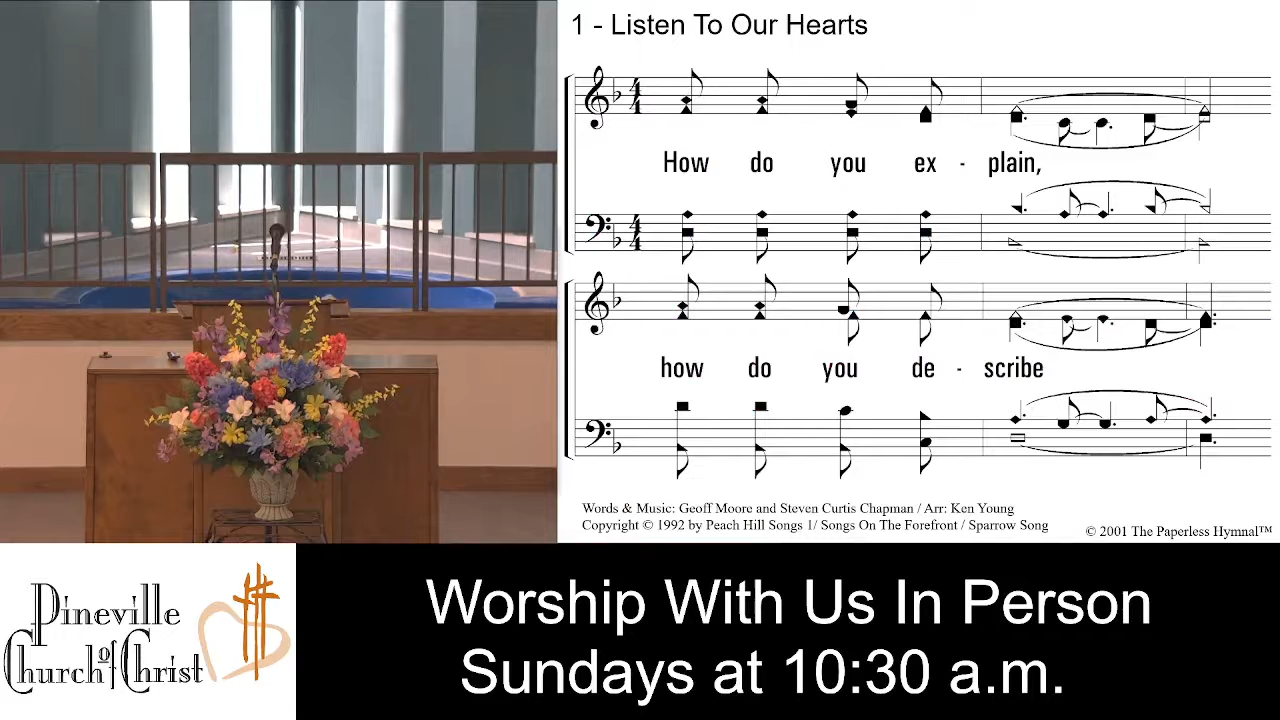 1 - Listen To Our Hearts
How do you ex - plain,
how do you de - scribe
Words & Music: Geoff Moore and Steven Curtis Chapman / Arr: Ken Young
Copyright © 1992 by Peach Hill Songs 1/ Songs On The Forefront / Sparrow Song
© 2001 The Paperless Hymnal™
Pineville
Church of Christ
Worship With Us In Person
Sundays at 10:30 a.m.